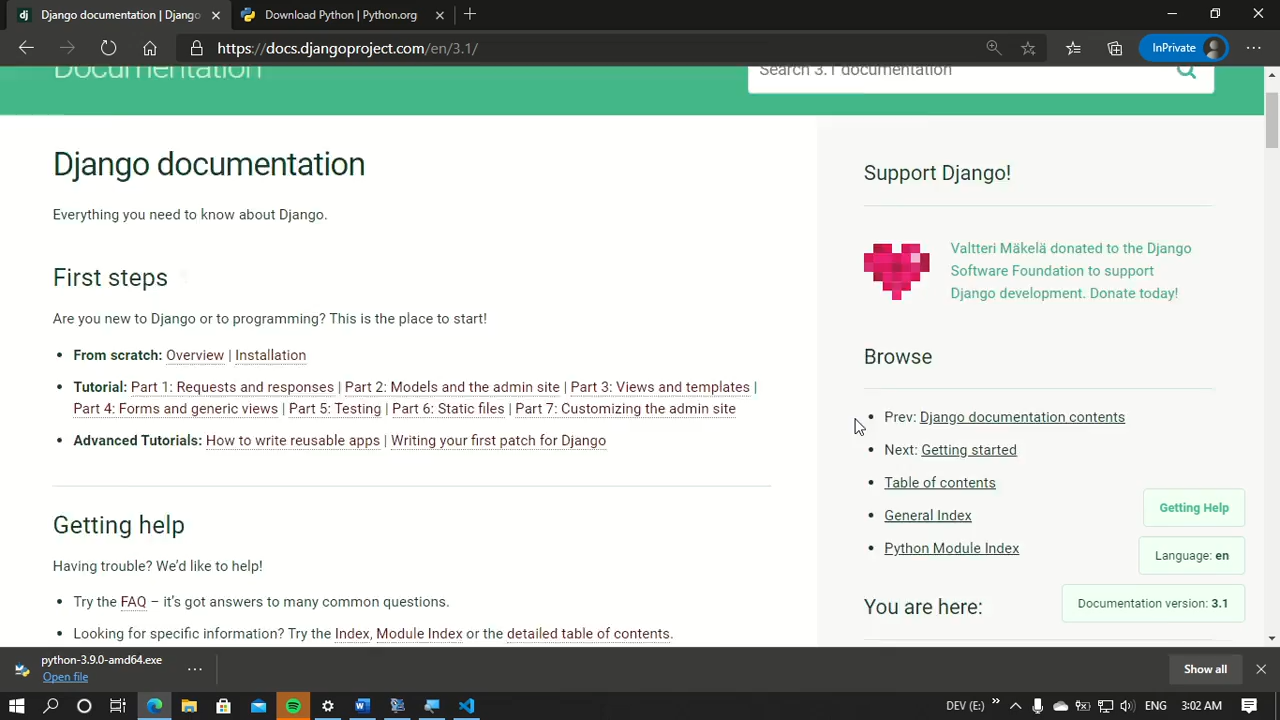 Django documentation | Django
Download Python | Python.org
https://docs.djangoproject.com/en/3.1/
InPrivate
Documentation
Search 3.1 documentation
Django documentation
Everything you need to know about Django.
First steps
Are you new to Django or to programming? This is the place to start!
From scratch: Overview | Installation
Tutorial: Part 1: Requests and responses | Part 2: Models and the admin site | Part 3: Views and templates |
Part 4: Forms and generic views | Part 5: Testing | Part 6: Static files | Part 7: Customizing the admin site
Advanced Tutorials: How to write reusable apps | Writing your first patch for Django
Getting help
Having trouble? We’d like to help!
Try the FAQ – it’s got answers to many common questions.
Looking for specific information? Try the Index, Module Index or the detailed table of contents.
Support Django!
Valtteri Mäkelä donated to the Django
Software Foundation to support
Django development. Donate today!
Browse
Prev: Django documentation contents
Next: Getting started
Table of contents
General Index
Python Module Index
You are here:
Getting Help
Language: en
Documentation version: 3.1
python-3.9.0-amd64.exe
Open file
Show all
DEV (E:)
ENG
3:02 AM